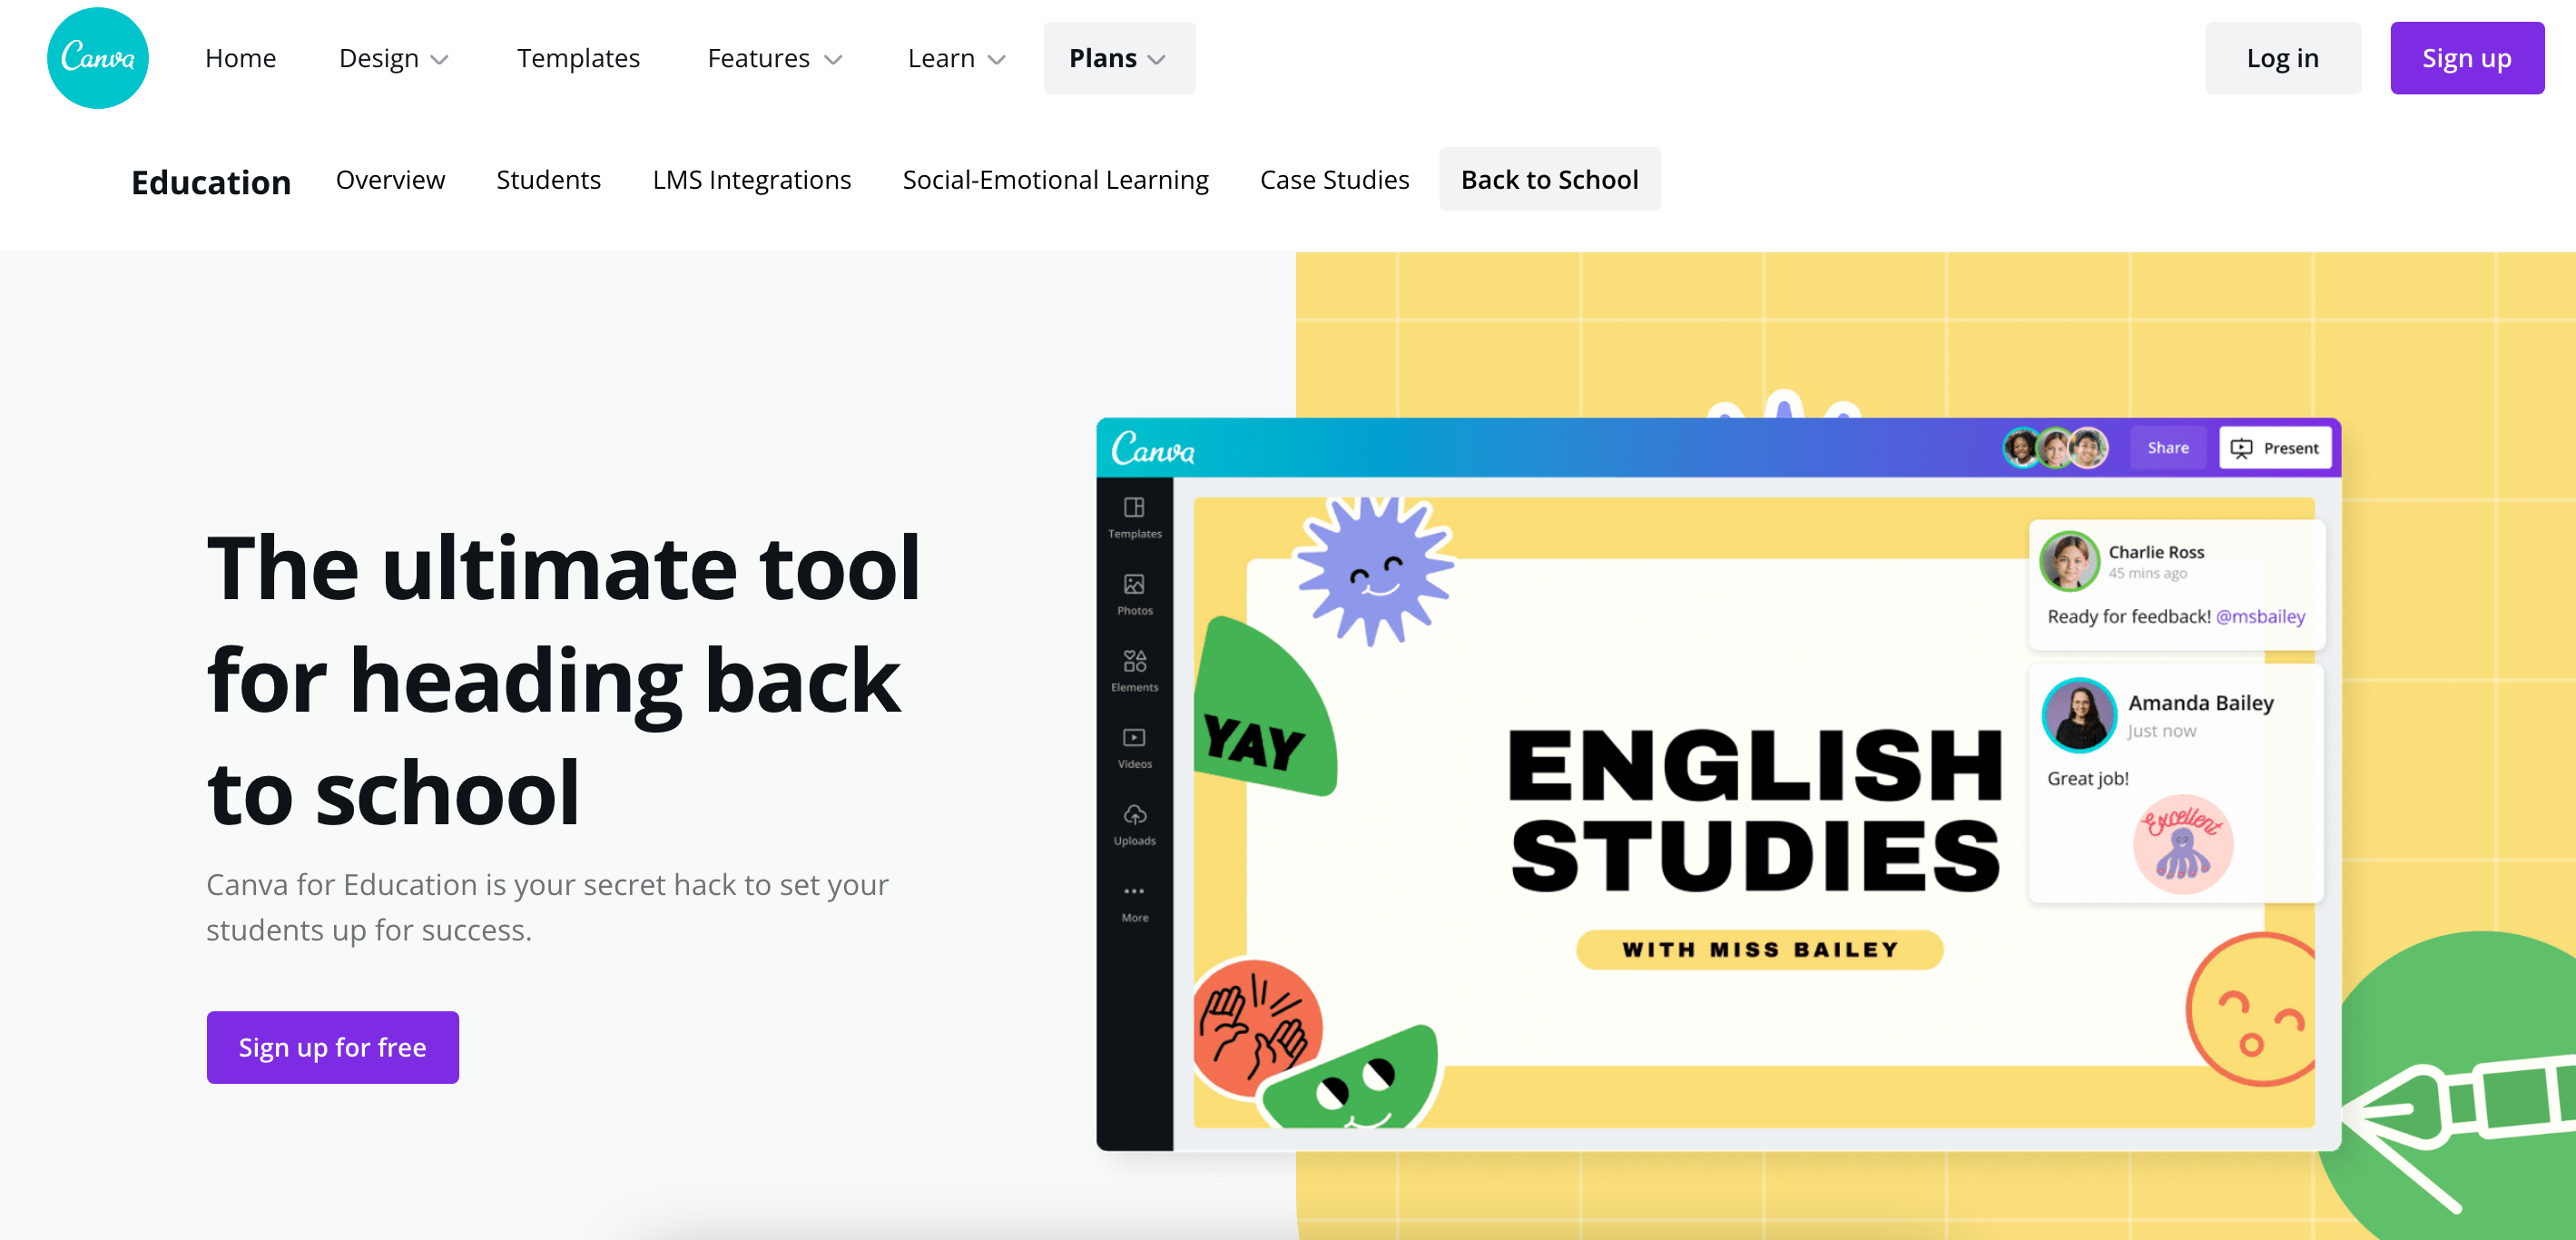 Canva
Home
Design
Templates
Features
Learn
Plans
Log in
Sign up
Education
Overview
Students
LMS Integrations
Social-Emotional Learning
Case Studies
Back to School
The ultimate tool
for heading back
to school
Canva for Education is your secret hack to set your
students up for success.
Sign up for free
Canva
Share
Present
Templates
Photos
Elements
Videos
Uploads
More
YAY
ENGLISH
STUDIES
WITH MISS BAILEY
Charlie Ross
45 mins ago
Ready for feedback! @msbailey
Amanda Bailey
Just now
Great job!
Excellent